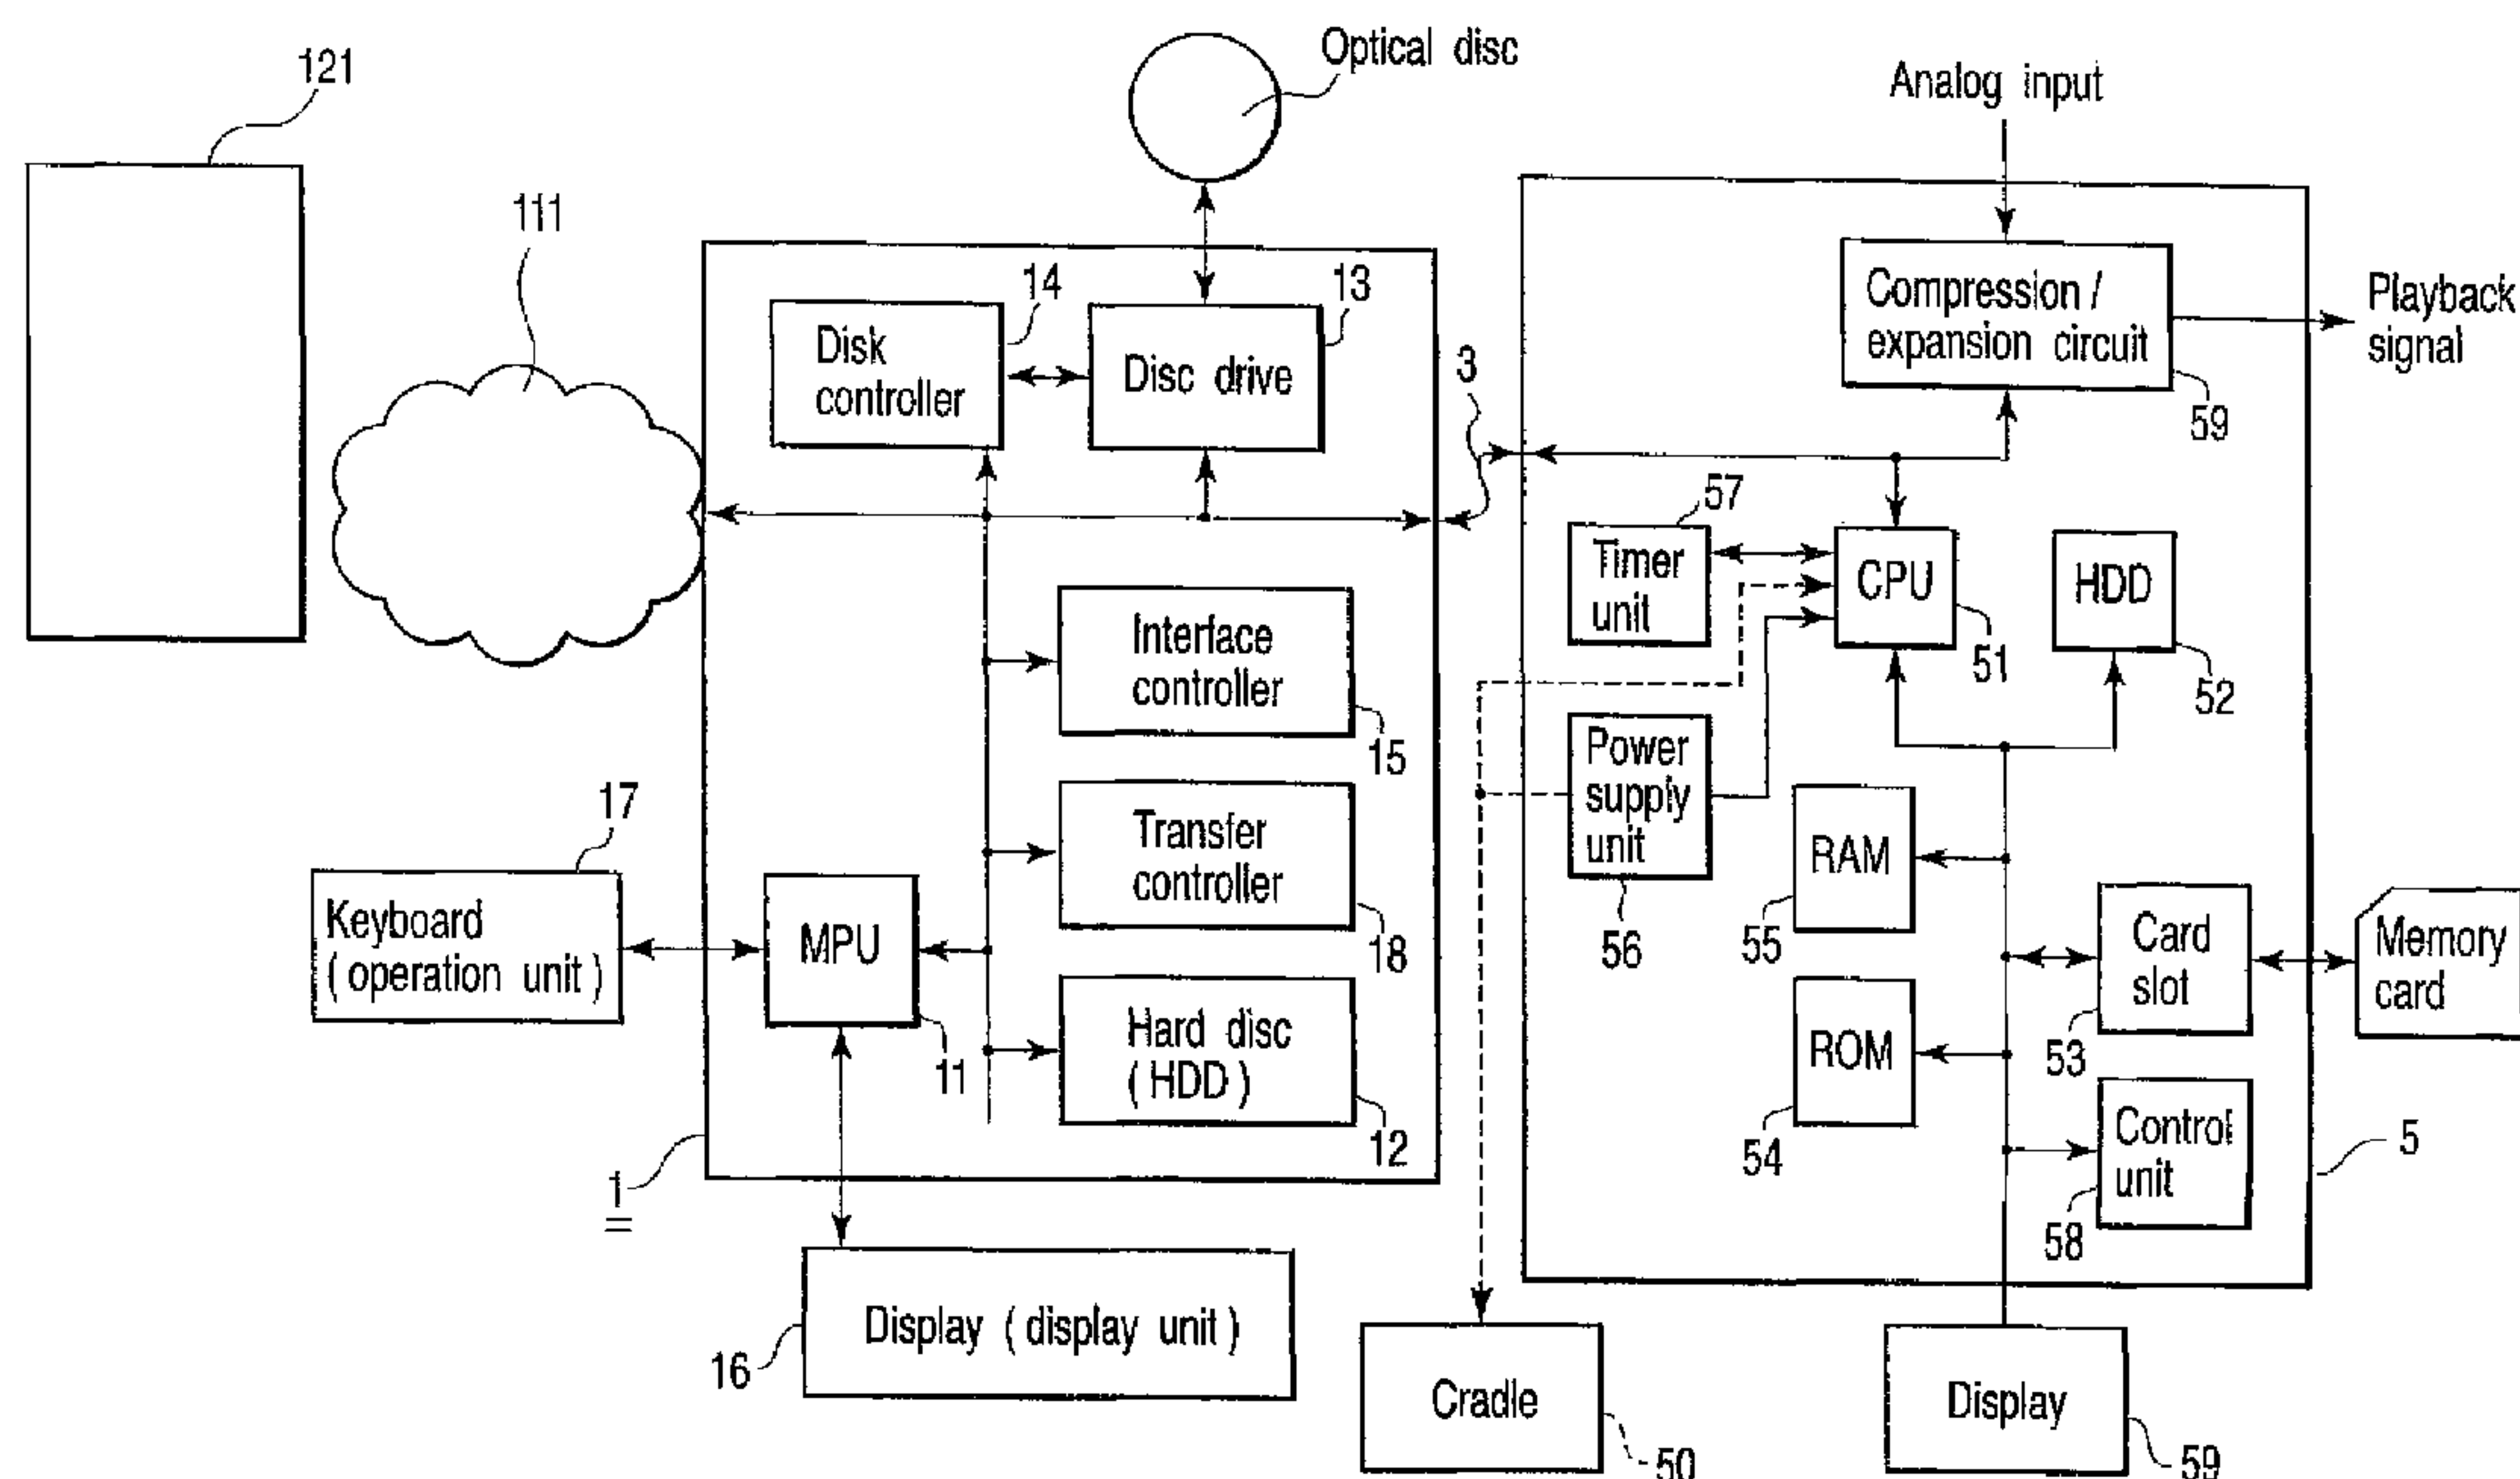 121
Optical disc
Analog input
111
14
13
Disk
controller
Disc drive
3
Compression /
expansion circuit
Playback
signal
59
57
Timer
unit
CPU
51
HDD
52
Interface
controller
15
Power
supply
unit
56
17
Transfer
controller
18
RAM
55
Keyboard
( operation unit )
MPU
11
Card
slot
53
Memory
card
Hard disc
( HDD )
12
ROM
54
Control
unit
58
5
1
Display ( display unit )
16
Cradle
50
Display
59